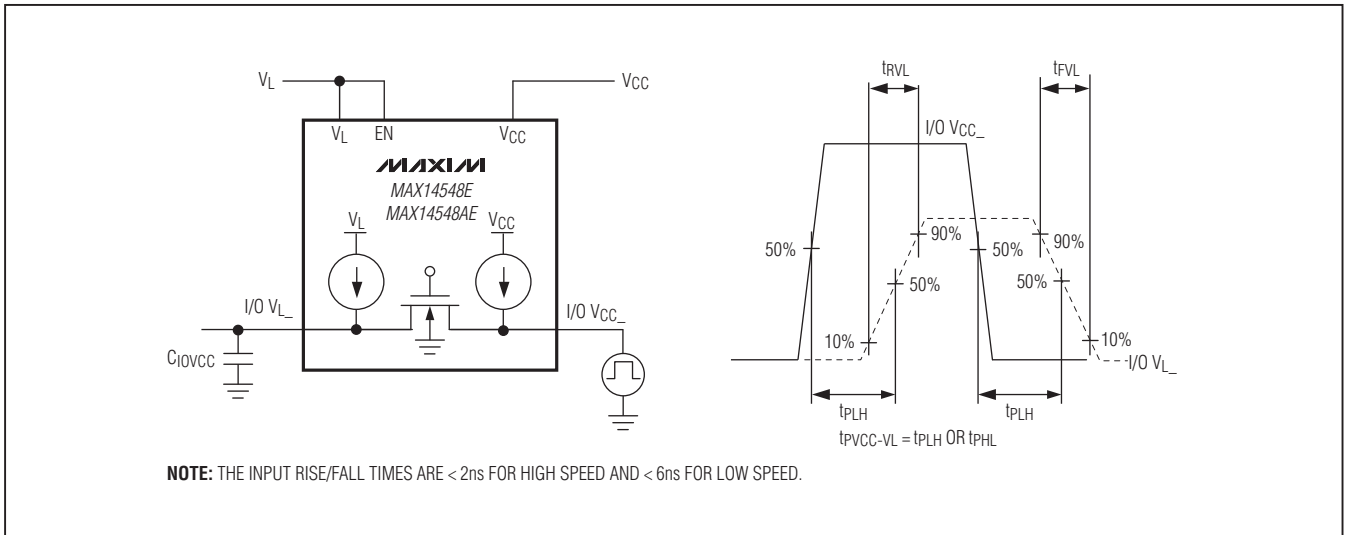 VL
VCC
VL EN VCC
MAXIM
MAX14548E
MAX14548AE
VL
VCC
I/O VL_
I/O VCC_
CIOVCC
tRVL
tFVL
I/O VCC_
50%
90%
50%
10%
50%
90%
50%
10%
I/O VL_
tPLH
tPLH
tPVCC-VL = tPLH OR tPHL
NOTE: THE INPUT RISE/FALL TIMES ARE < 2ns FOR HIGH SPEED AND < 6ns FOR LOW SPEED.